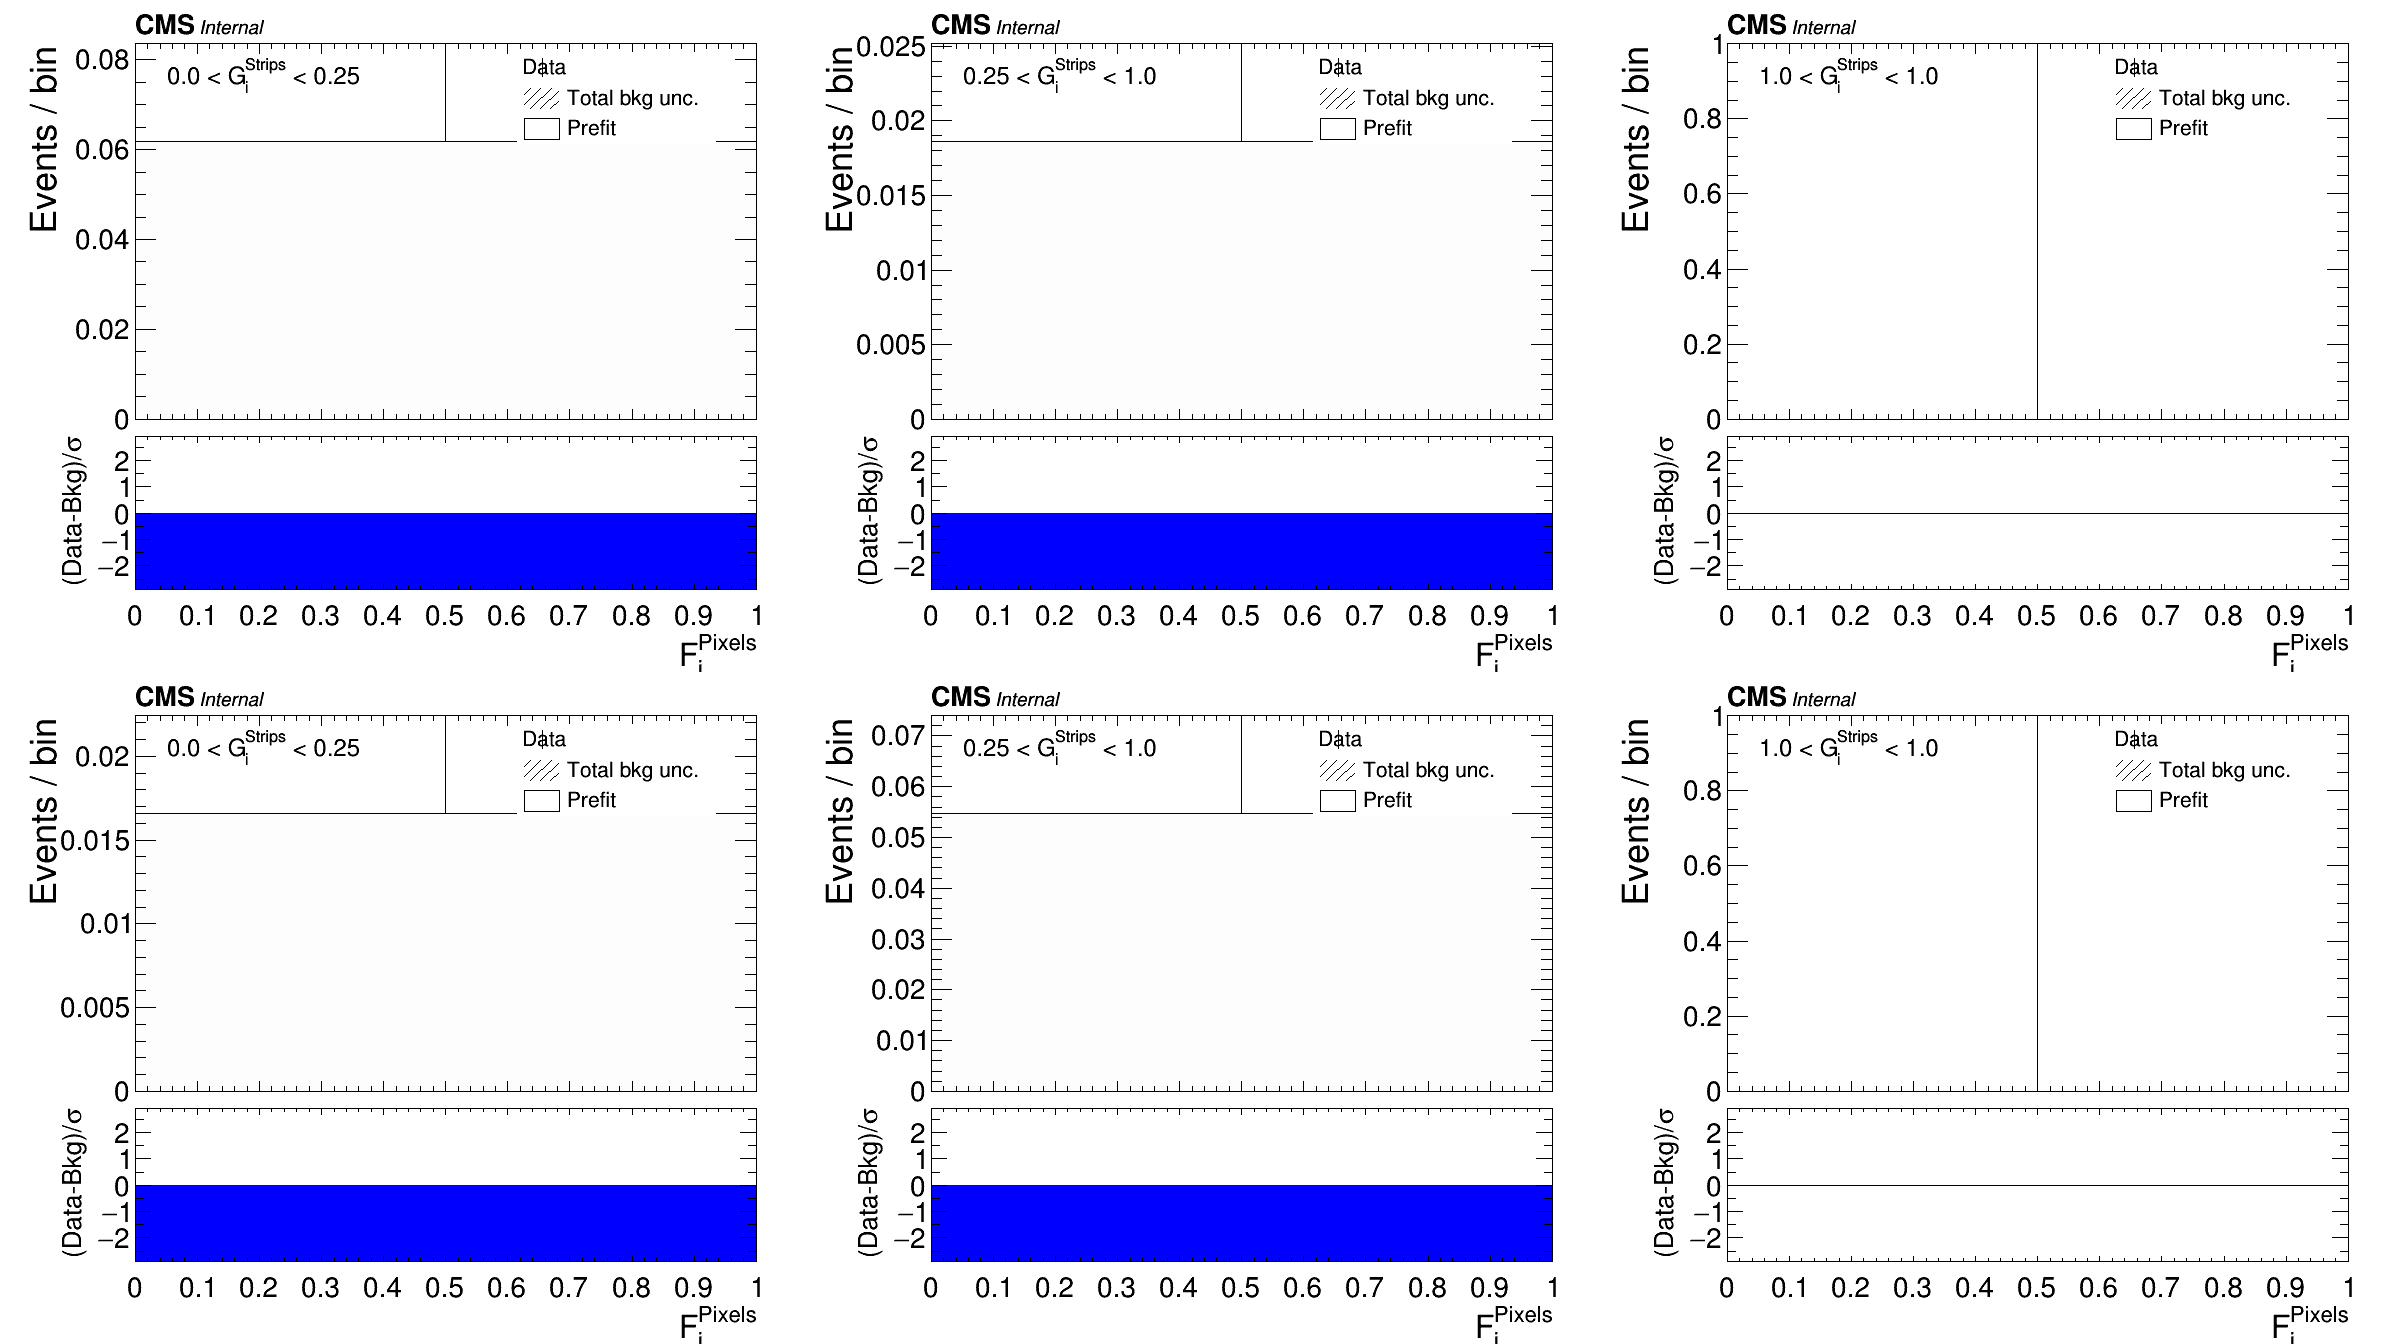 CMS Internal
0.08
0.06
0.04
0.02
0
Events / bin
0.0 < G_i^Strips < 0.25
Data
Total bkg unc.
Prefit
2
1
0
−1
−2
(Data-Bkg)/σ
0 0.1 0.2 0.3 0.4 0.5 0.6 0.7 0.8 0.9 1
F_i^Pixels
CMS Internal
0.025
0.02
0.015
0.01
0.005
0
Events / bin
0.25 < G_i^Strips < 1.0
Data
Total bkg unc.
Prefit
2
1
0
−1
−2
(Data-Bkg)/σ
0 0.1 0.2 0.3 0.4 0.5 0.6 0.7 0.8 0.9 1
F_i^Pixels
CMS Internal
1
0.8
0.6
0.4
0.2
0
Events / bin
1.0 < G_i^Strips < 1.0
Data
Total bkg unc.
Prefit
2
1
0
−1
−2
(Data-Bkg)/σ
0 0.1 0.2 0.3 0.4 0.5 0.6 0.7 0.8 0.9 1
F_i^Pixels
CMS Internal
0.02
0.015
0.01
0.005
0
Events / bin
0.0 < G_i^Strips < 0.25
Data
Total bkg unc.
Prefit
2
1
0
−1
−2
(Data-Bkg)/σ
0 0.1 0.2 0.3 0.4 0.5 0.6 0.7 0.8 0.9 1
F_i^Pixels
CMS Internal
0.07
0.06
0.05
0.04
0.03
0.02
0.01
0
Events / bin
0.25 < G_i^Strips < 1.0
Data
Total bkg unc.
Prefit
2
1
0
−1
−2
(Data-Bkg)/σ
0 0.1 0.2 0.3 0.4 0.5 0.6 0.7 0.8 0.9 1
F_i^Pixels
CMS Internal
1
0.8
0.6
0.4
0.2
0
Events / bin
1.0 < G_i^Strips < 1.0
Data
Total bkg unc.
Prefit
2
1
0
−1
−2
(Data-Bkg)/σ
0 0.1 0.2 0.3 0.4 0.5 0.6 0.7 0.8 0.9 1
F_i^Pixels